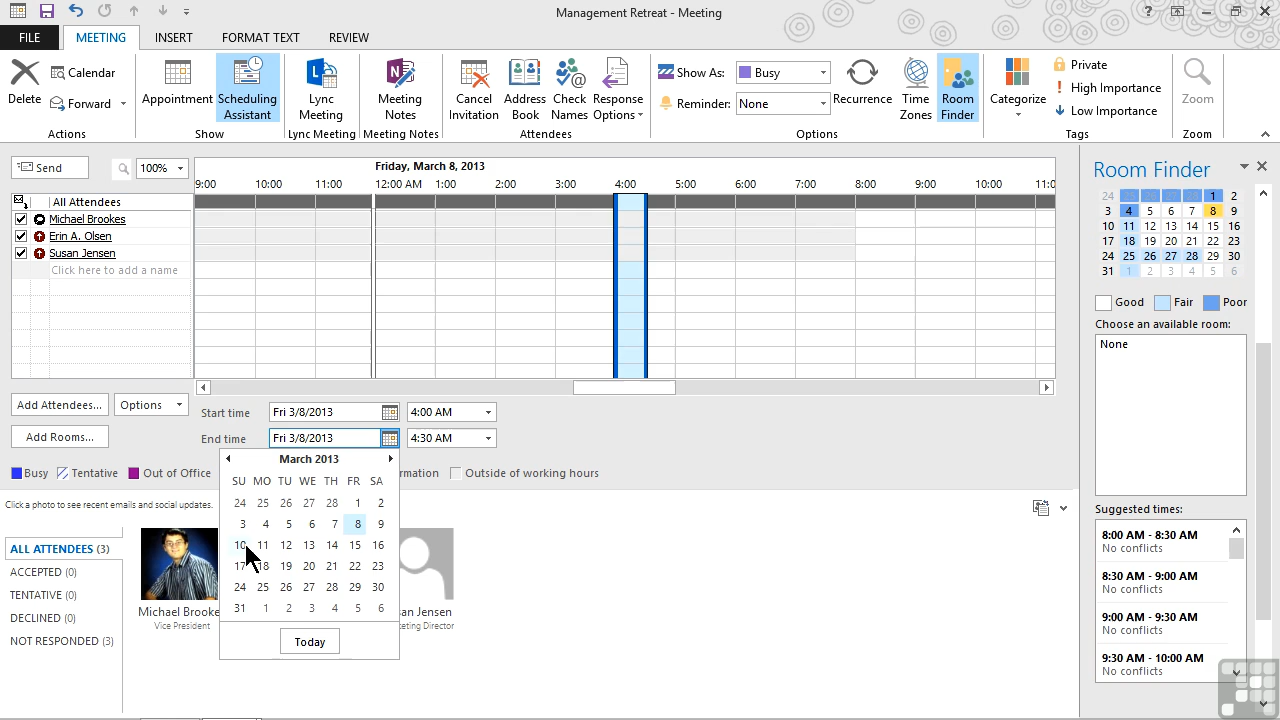 Management Retreat - Meeting
?
FILE MEETING INSERT FORMAT TEXT REVIEW
Delete
Calendar
Forward
Actions
Appointment
Scheduling Assistant
Show
Lync Meeting
Lync Meeting
Meeting Notes
Meeting Notes
Cancel Invitation
Address Book
Check Names
Response Options
Attendees
Show As: Busy
Reminder: None
Recurrence
Time Zones
Room Finder
Options
Categorize
Private
High Importance
Low Importance
Tags
Zoom
Zoom
Send
100%
Friday, March 8, 2013
9:00 10:00 11:00 12:00 AM 1:00 2:00 3:00 4:00 5:00 6:00 7:00 8:00 9:00 10:00 11:0
All Attendees
Michael Brookes
Erin A. Olsen
Susan Jensen
Click here to add a name
Add Attendees...
Options
Add Rooms...
Start time Fri 3/8/2013 4:00 AM
End time Fri 3/8/2013 4:30 AM
Busy Tentative Out of Office rmation Outside of working hours
March 2013
SU MO TU WE TH FR SA
24 25 26 27 28 1 2
3 4 5 6 7 8 9
10 11 12 13 14 15 16
17 18 19 20 21 22 23
24 25 26 27 28 29 30
31 1 2 3 4 5 6
Today
Click a photo to see recent emails and social updates.
ALL ATTENDEES (3)
ACCEPTED (0)
TENTATIVE (0)
DECLINED (0)
NOT RESPONDED (3)
Michael Brooke
Vice President
an Jensen
keting Director
Room Finder
24 25 26 27 28 1 2
3 4 5 6 7 8 9
10 11 12 13 14 15 16
17 18 19 20 21 22 23
24 25 26 27 28 29 30
31 1 2 3 4 5 6
Good Fair Poor
Choose an available room:
None
Suggested times:
8:00 AM - 8:30 AM
No conflicts
8:30 AM - 9:00 AM
No conflicts
9:00 AM - 9:30 AM
No conflicts
9:30 AM - 10:00 AM
No conflicts